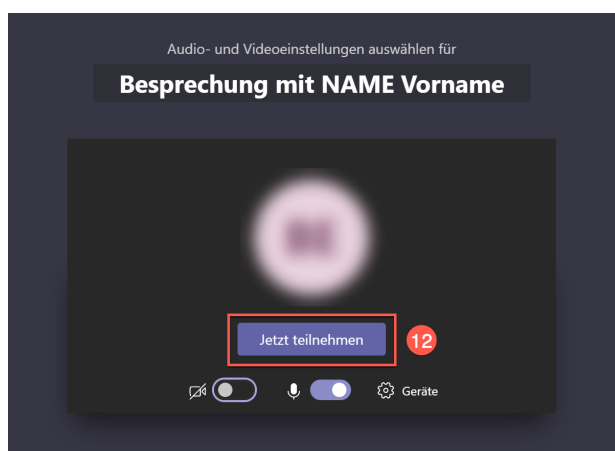 Audio- und Videoeinstellungen auswählen für
Besprechung mit NAME Vorname
Jetzt teilnehmen
12
Geräte